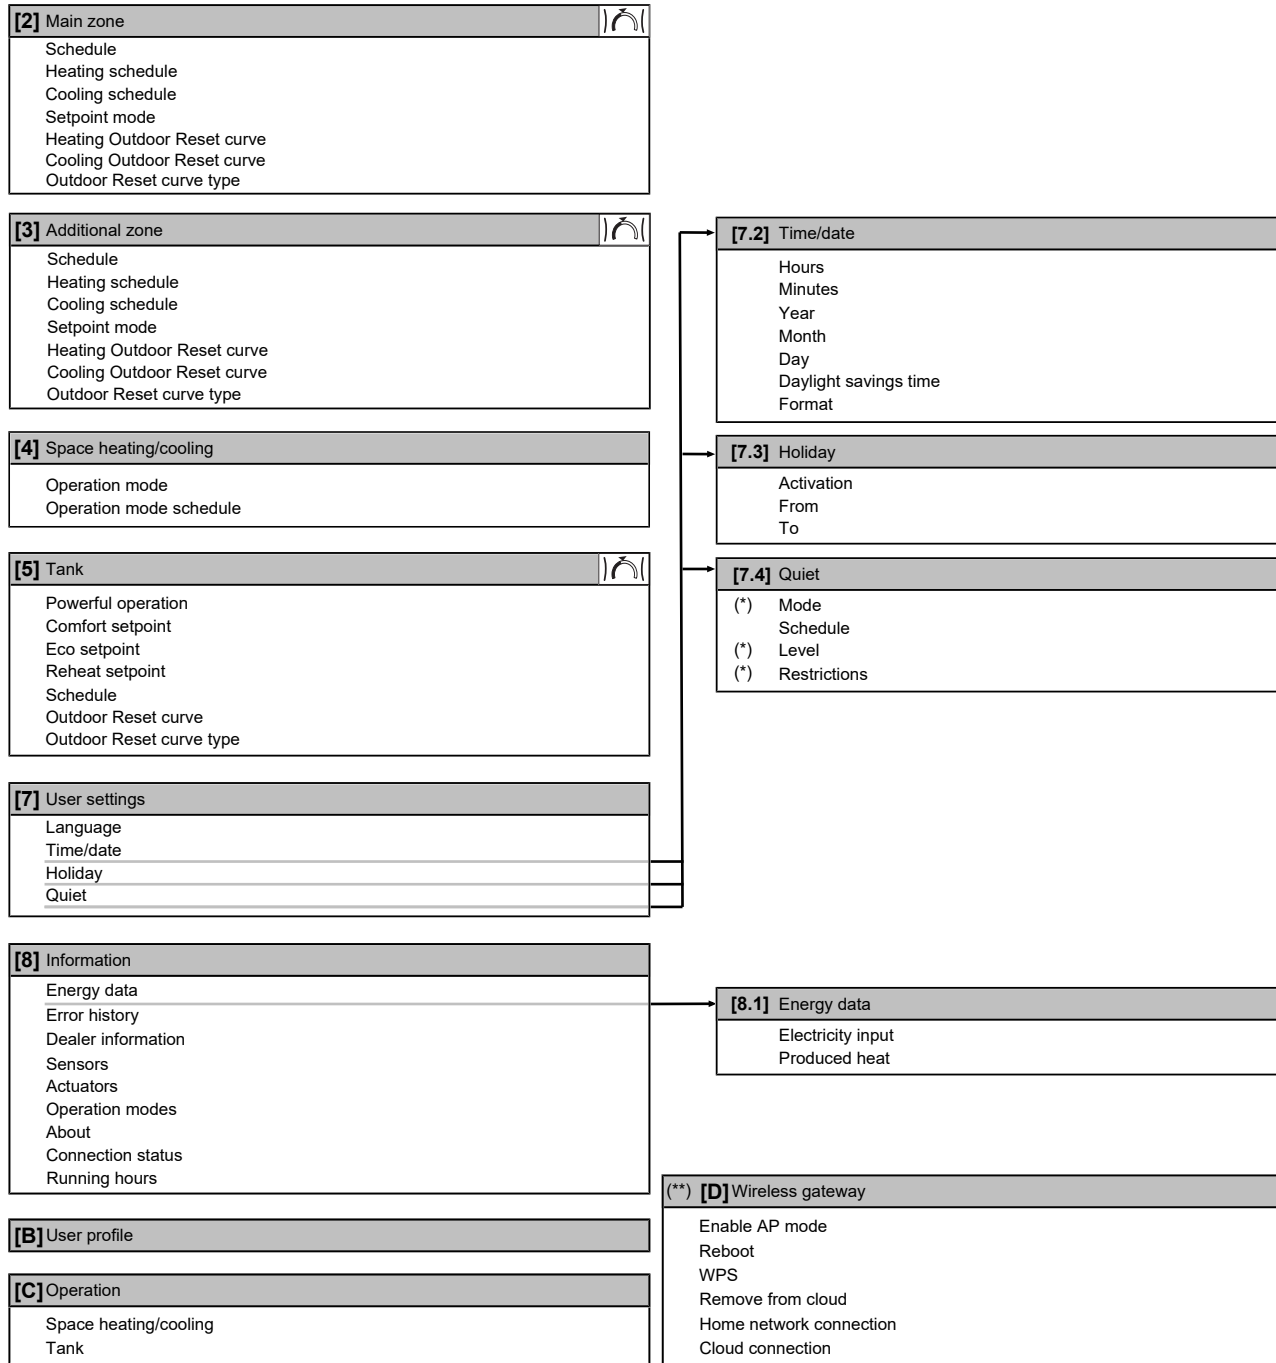 [2] Main zone
Schedule
Heating schedule
Cooling schedule
Setpoint mode
Heating Outdoor Reset curve
Cooling Outdoor Reset curve
Outdoor Reset curve type
[3] Additional zone
Schedule
Heating schedule
Cooling schedule
Setpoint mode
Heating Outdoor Reset curve
Cooling Outdoor Reset curve
Outdoor Reset curve type
[4] Space heating/cooling
Operation mode
Operation mode schedule
[5] Tank
Powerful operation
Comfort setpoint
Eco setpoint
Reheat setpoint
Schedule
Outdoor Reset curve
Outdoor Reset curve type
[7] User settings
Language
Time/date
Holiday
Quiet
[8] Information
Energy data
Error history
Dealer information
Sensors
Actuators
Operation modes
About
Connection status
Running hours
[B] User profile
[C] Operation
Space heating/cooling
Tank
[7.2] Time/date
Hours
Minutes
Year
Month
Day
Daylight savings time
Format
[7.3] Holiday
Activation
From
To
[7.4] Quiet
(*) Mode
Schedule
(*) Level
(*) Restrictions
[8.1] Energy data
Electricity input
Produced heat
(**) [D] Wireless gateway
Enable AP mode
Reboot
WPS
Remove from cloud
Home network connection
Cloud connection